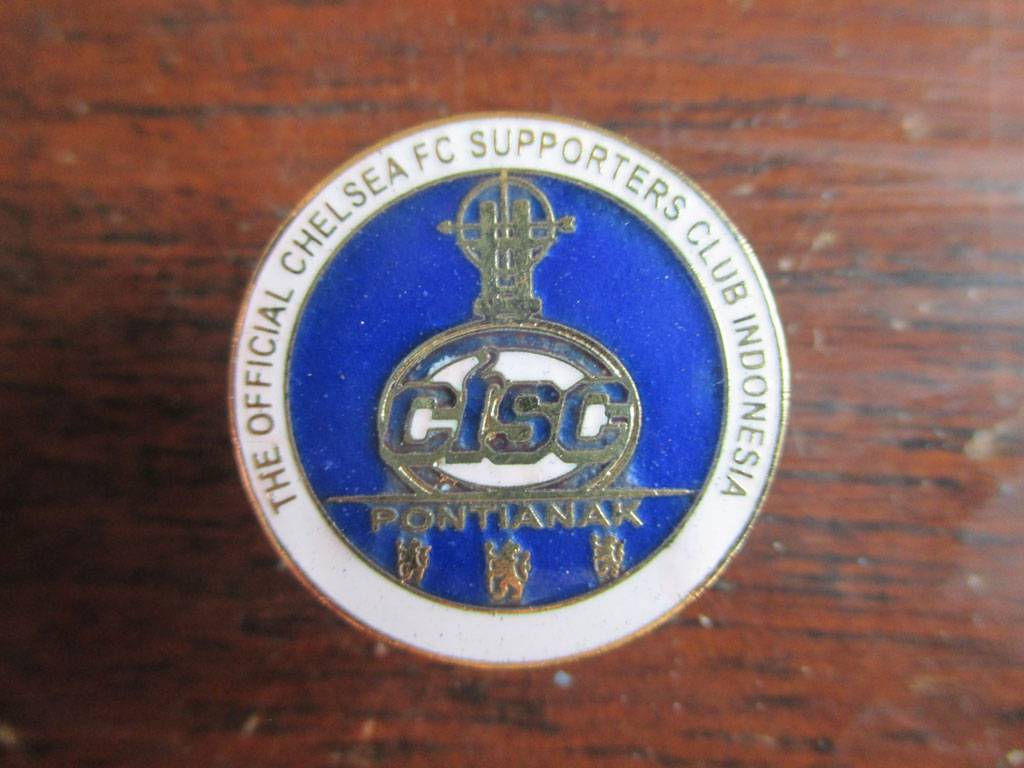 THE OFFICIAL CHELSEA FC SUPPORTERS CLUB INDONESIA
CISC
PONTIANAK